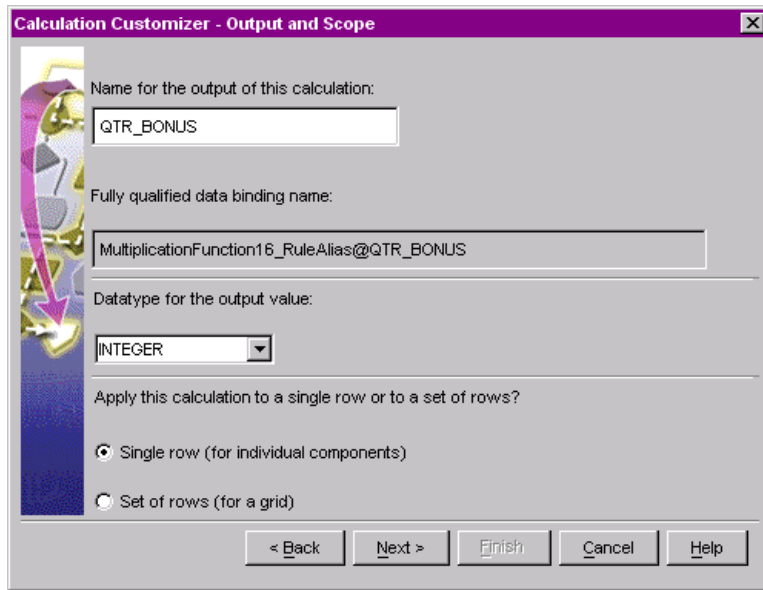 Calculation Customizer - Output and Scope
Name for the output of this calculation:
QTR_BONUS
Fully qualified data binding name:
MultiplicationFunction16_RuleAlias@QTR_BONUS
Datatype for the output value:
INTEGER
Apply this calculation to a single row or to a set of rows?
Single row (for individual components)
Set of rows (for a grid)
< Back Next > Finish Cancel Help